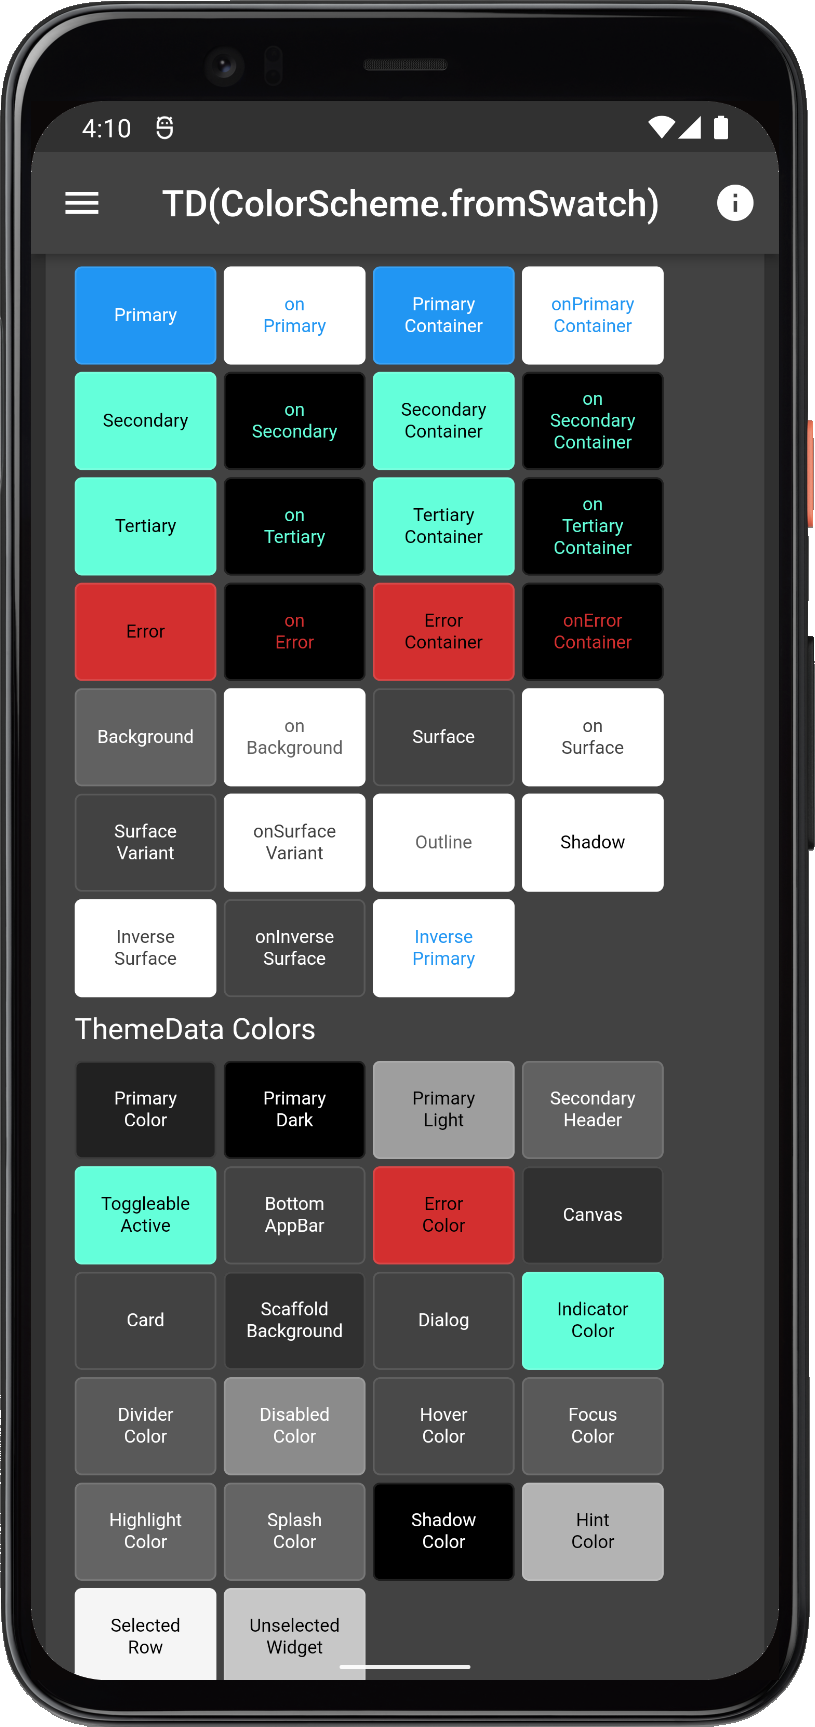 4:10
TD(ColorScheme.fromSwatch)
Primary
on
Primary
Primary
Container
onPrimary
Container
Secondary
on
Secondary
Secondary
Container
on
Secondary
Container
Tertiary
on
Tertiary
Tertiary
Container
on
Tertiary
Container
Error
on
Error
Error
Container
onError
Container
Background
on
Background
Surface
on
Surface
Surface
Variant
onSurface
Variant
Outline
Shadow
Inverse
Surface
onInverse
Surface
Inverse
Primary
ThemeData Colors
Primary
Color
Primary
Dark
Primary
Light
Secondary
Header
Toggleable
Active
Bottom
AppBar
Error
Color
Canvas
Card
Scaffold
Background
Dialog
Indicator
Color
Divider
Color
Disabled
Color
Hover
Color
Focus
Color
Highlight
Color
Splash
Color
Shadow
Color
Hint
Color
Selected
Row
Unselected
Widget